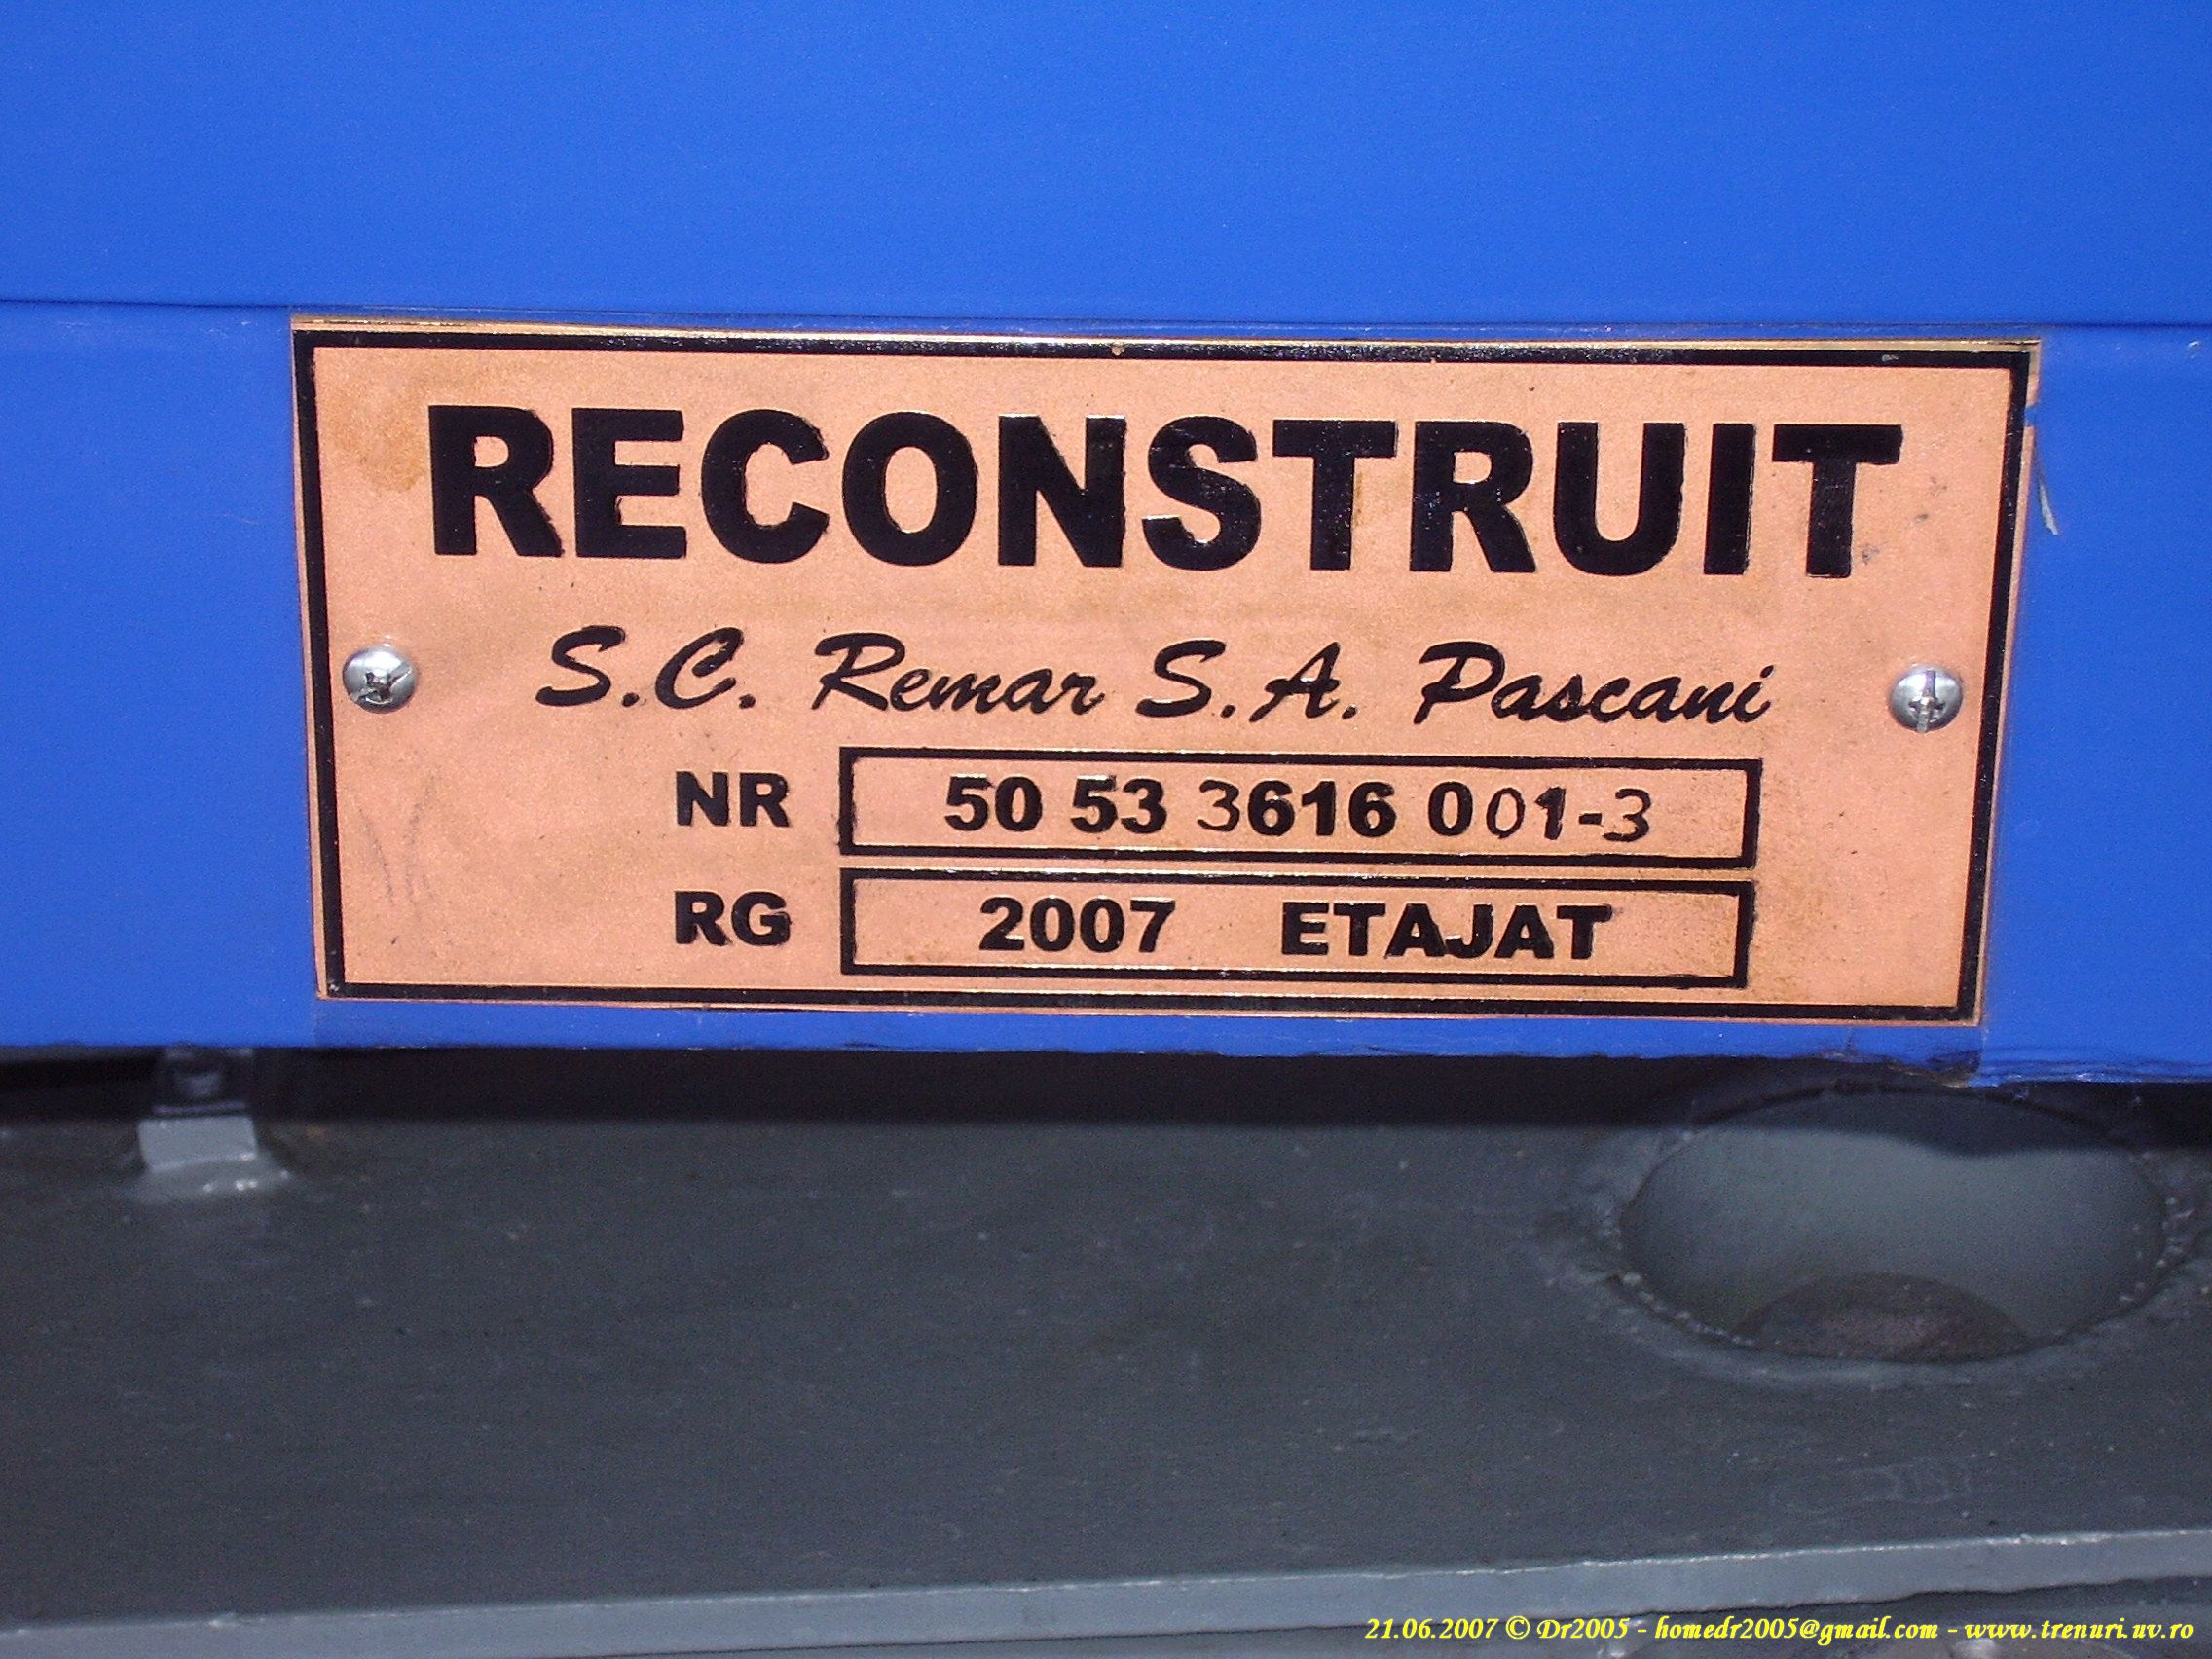 RECONSTRUIT
S.C. Remar S.A. Pascani
NR 50 53 3616 001-3
RG 2007 ETAJAT
21.06.2007 © Dr2005 - homedr2005@gmail.com - www.trenuri.uv.ro